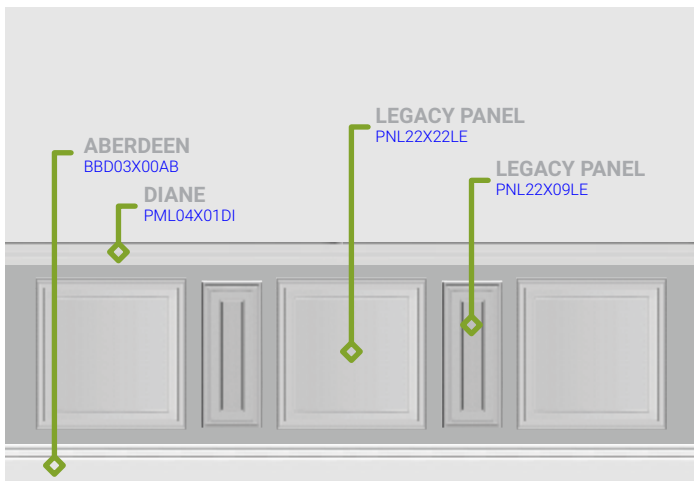 LEGACY PANEL
PNL22X22LE
ABERDEEN
BBD03X00AB
LEGACY PANEL
PNL22X09LE
DIANE
PML04X01DI